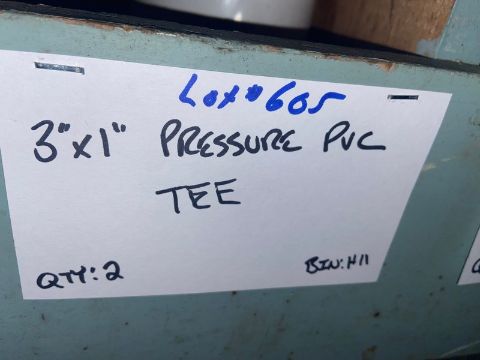 Lot#605
3"x1" PRESSURE PVC
TEE
QTY:2
BIN:H11